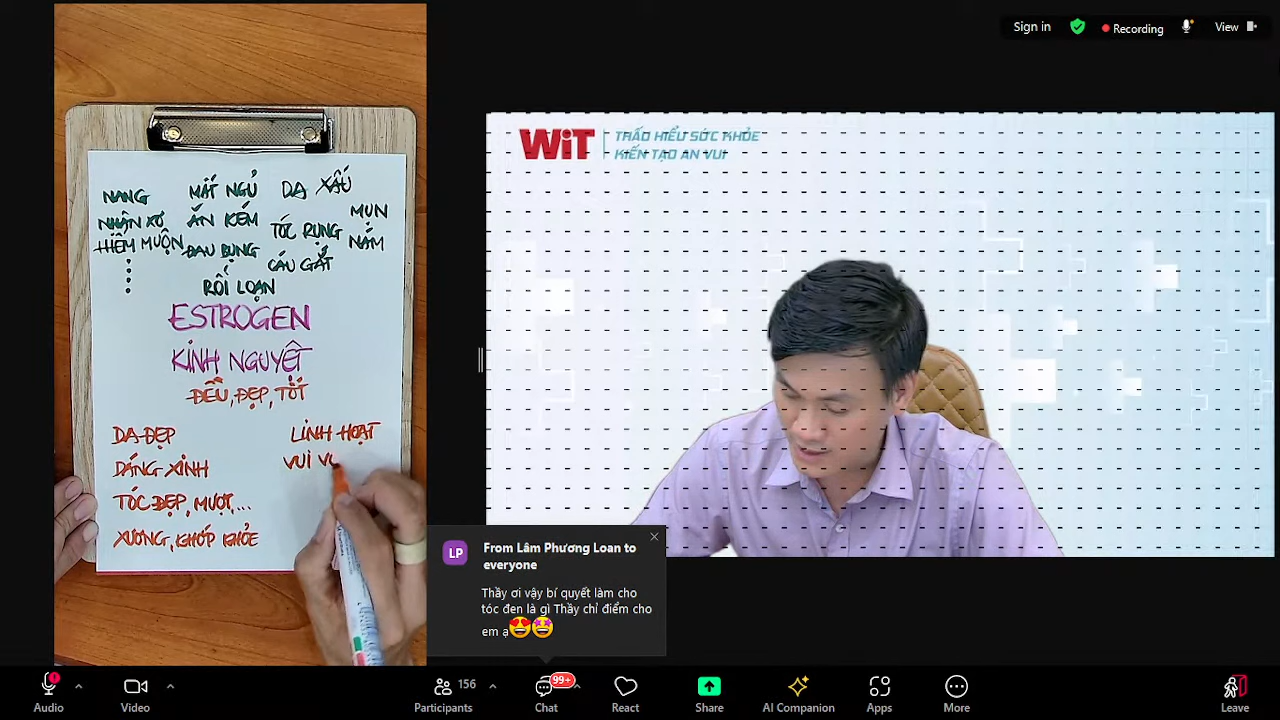 Sign in
Recording
View
WiT
THẤU HIỂU SỨC KHỎE
KIẾN TẠO AN VUI
NANG
NHÂN XƠ
HIẾM MUỘN
MẤT NGỦ
ĂN KÉM
ĐAU BỤNG
RỐI LOẠN
DA XẤU
TÓC RỤNG
CÁU GẮT
MỤN
NÁM
ESTROGEN
KINH NGUYỆT
ĐỀU, ĐẸP, TỐT
DA ĐẸP
DÁNG XINH
TÓC ĐẸP, MƯỢT,...
XƯƠNG, KHỚP KHỎE
LINH HOẠT
VUI
LP
From Lâm Phương Loan to
everyone
Thầy ơi vậy bí quyết làm cho
tóc đen là gì Thầy chỉ điểm cho
em ạ😍🤩
Audio
Video
156
Participants
99+
Chat
React
Share
AI Companion
Apps
More
Leave